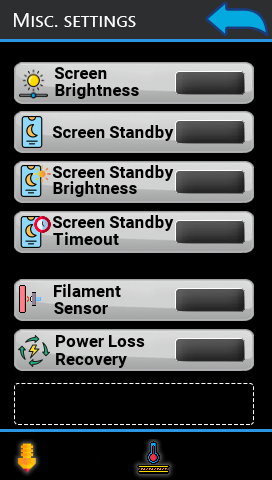 Misc. settings
Screen
Brightness
Screen Standby
Screen Standby
Brightness
Screen Standby
Timeout
Filament
Sensor
Power Loss
Recovery